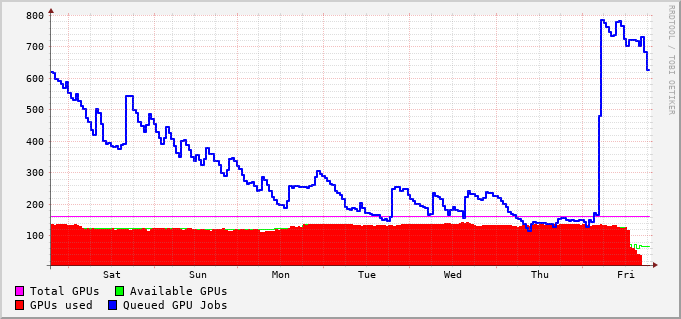 800
700
600
500
400
300
200
100
Sat Sun Mon Tue Wed Thu Fri
Total GPUs Available GPUs
GPUs used Queued GPU Jobs
RRDTOOL / TOBI OETIKER